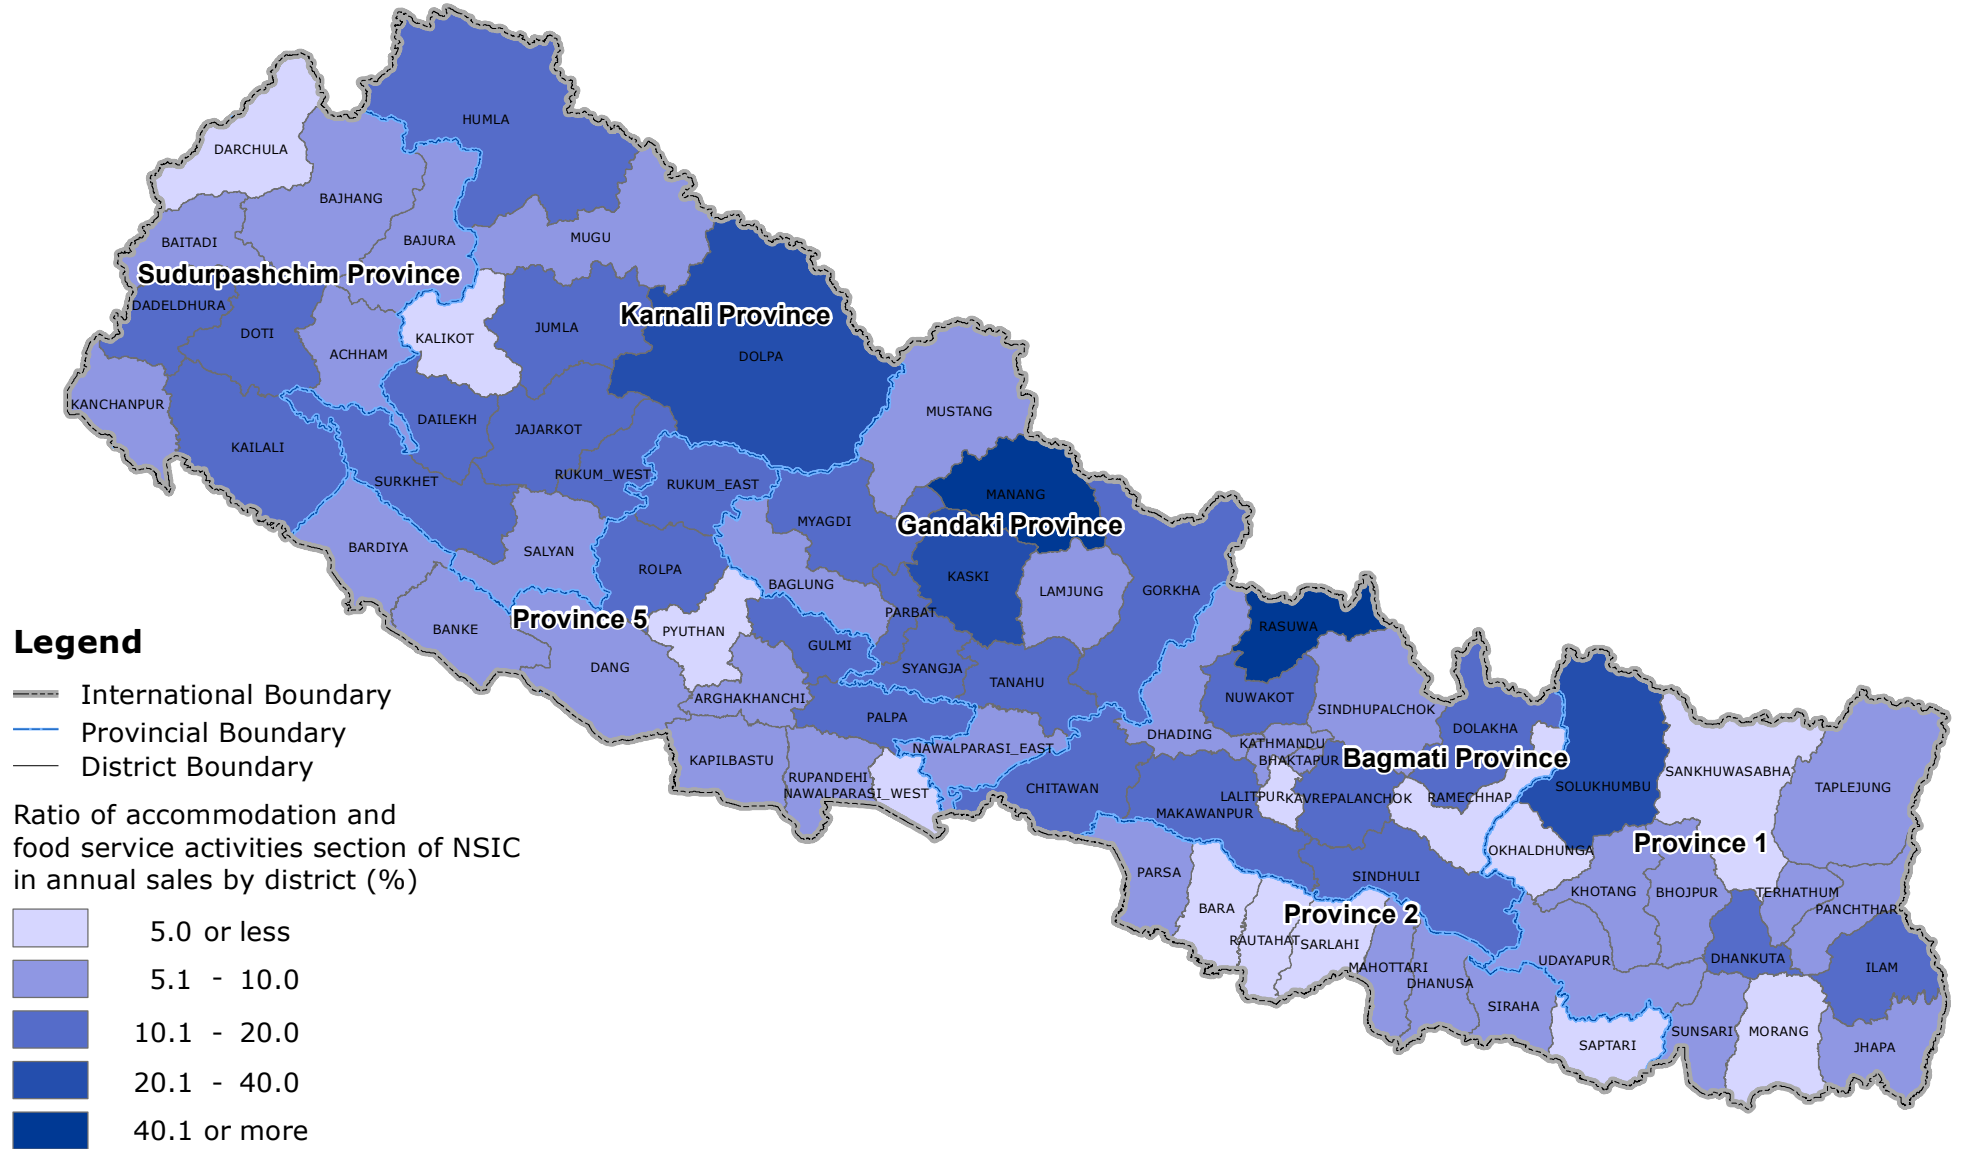 HUMLA
DARCHULA
BAJHANG
BAITADI
BAJURA
MUGU
Sudurpashchim Province
DADELDHURA
DOTI
ACHHAM
KALIKOT
JUMLA
Karnali Province
DOLPA
KANCHANPUR
KAILALI
DAILEKH
JAJARKOT
MUSTANG
SURKHET
RUKUM_WEST
RUKUM_EAST
MANANG
MYAGDI
Gandaki Province
BARDIYA
SALYAN
ROLPA
BAGLUNG
KASKI
LAMJUNG
GORKHA
PARBAT
BANKE
Province 5
PYUTHAN
GULMI
RASUWA
DANG
SYANGJA
TANAHU
ARGHAKHANCHI
NUWAKOT
SINDHUPALCHOK
PALPA
DHADING
KATHMANDU
DOLAKHA
NAWALPARASI_EAST
BHAKTAPUR
Bagmati Province
KAPILBASTU
RUPANDEHI
NAWALPARASI_WEST
CHITAWAN
MAKAWANPUR
LALITPUR
KAVREPALANCHOK
RAMECHHAP
SOLUKHUMBU
SANKHUWASABHA
TAPLEJUNG
OKHALDHUNGA
Province 1
PARSA
SINDHULI
KHOTANG
BHOJPUR
TERHATHUM
PANCHTHAR
BARA
Province 2
RAUTAHAT
SARLAHI
MAHOTTARI
DHANUSA
UDAYAPUR
DHANKUTA
ILAM
SIRAHA
SAPTARI
SUNSARI
MORANG
JHAPA
Legend
International Boundary
Provincial Boundary
District Boundary
Ratio of accommodation and
food service activities section of NSIC
in annual sales by district (%)
5.0 or less
5.1 - 10.0
10.1 - 20.0
20.1 - 40.0
40.1 or more